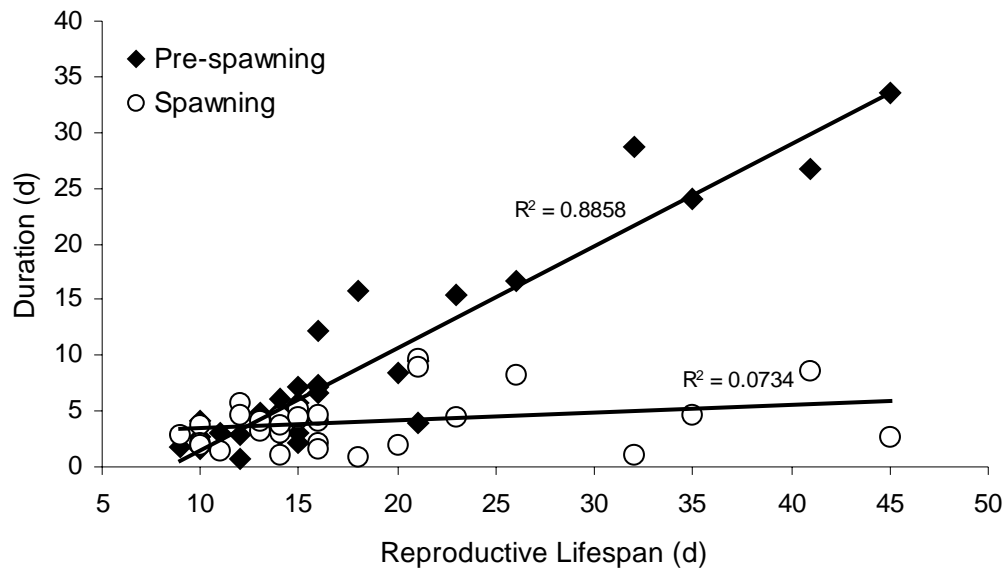 40
35
30
25
20
15
10
5
0
Duration (d)
Pre-spawning
Spawning
R² = 0.8858
R² = 0.0734
5 10 15 20 25 30 35 40 45 50
Reproductive Lifespan (d)